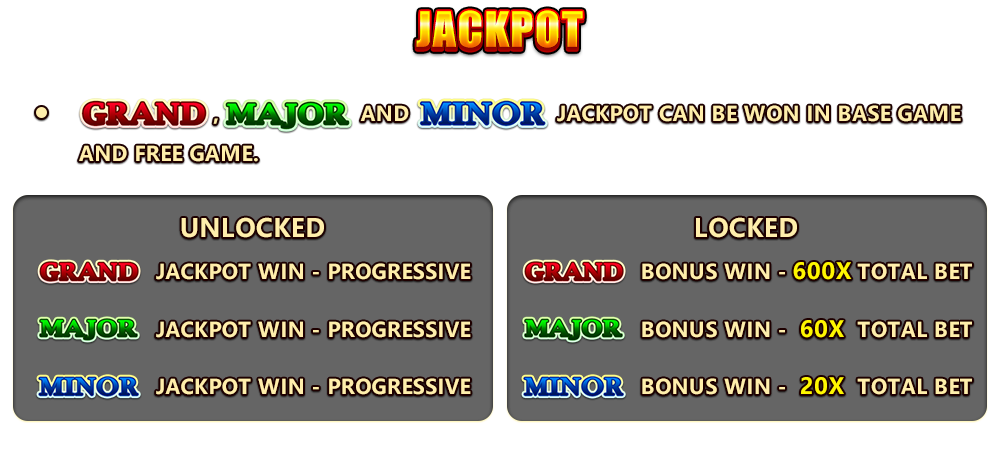 JACKPOT
• GRAND, MAJOR AND MINOR JACKPOT CAN BE WON IN BASE GAME
AND FREE GAME.
UNLOCKED
GRAND JACKPOT WIN - PROGRESSIVE
MAJOR JACKPOT WIN - PROGRESSIVE
MINOR JACKPOT WIN - PROGRESSIVE
LOCKED
GRAND BONUS WIN - 600X TOTAL BET
MAJOR BONUS WIN - 60X TOTAL BET
MINOR BONUS WIN - 20X TOTAL BET